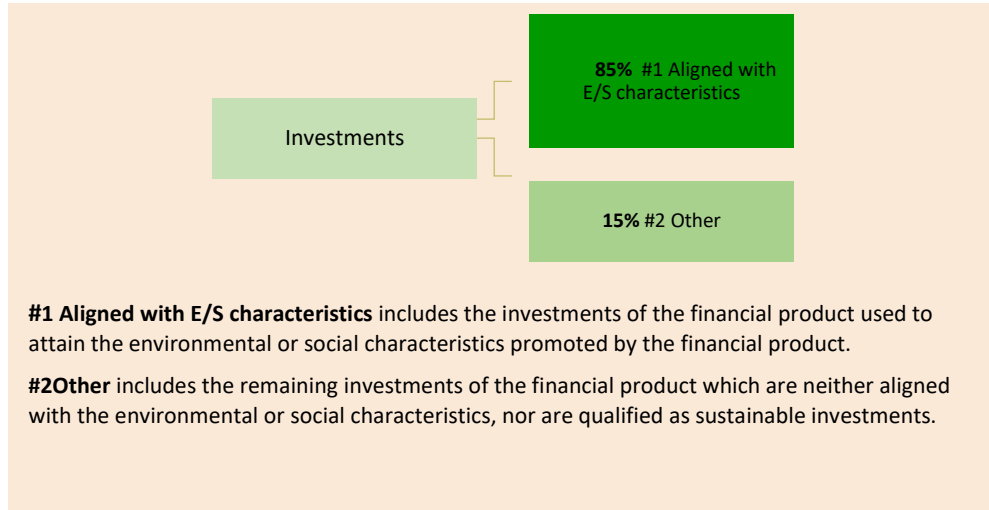 85% #1 Aligned with
E/S characteristics
Investments
15% #2 Other
#1 Aligned with E/S characteristics includes the investments of the financial product used to
attain the environmental or social characteristics promoted by the financial product.
#2Other includes the remaining investments of the financial product which are neither aligned
with the environmental or social characteristics, nor are qualified as sustainable investments.